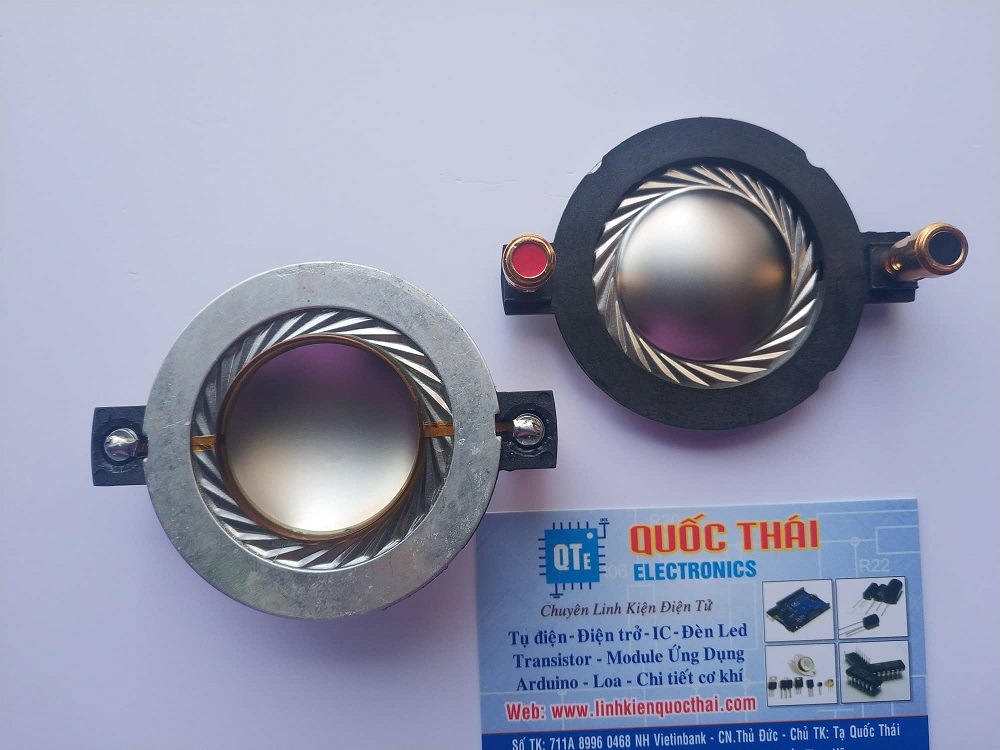 QTE
QUỐC THÁI
ELECTRONICS
R22
Chuyên Linh Kiện Điện Tử
Tụ điện - Điện trở - IC - Đèn Led
Transistor - Module Ứng Dụng
Arduino - Loa - Chi tiết cơ khí
Web: www.linhkienquocthai.com
Số TK: 711A 8996 0468 NH Vietinbank - CN.Thủ Đức - Chủ TK: Tạ Quốc Thái